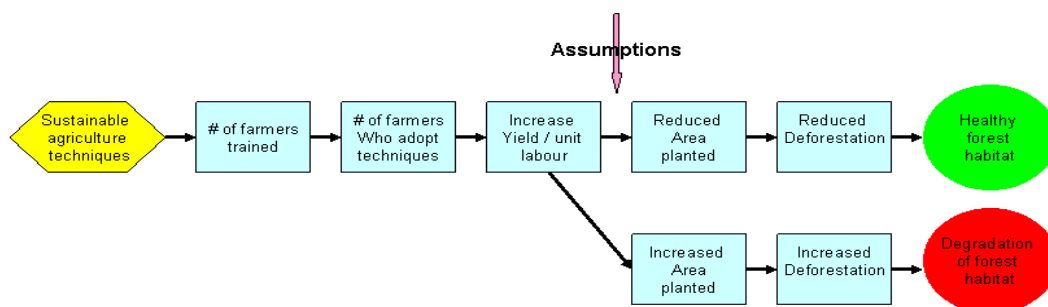 Assumptions
Sustainable
agriculture
techniques
# of farmers
trained
# of farmers
Who adopt
techniques
Increase
Yield / unit
labour
Reduced
Area
planted
Reduced
Deforestation
Healthy
forest
habitat
Increased
Area
planted
Increased
Deforestation
Degradation
of forest
habitat